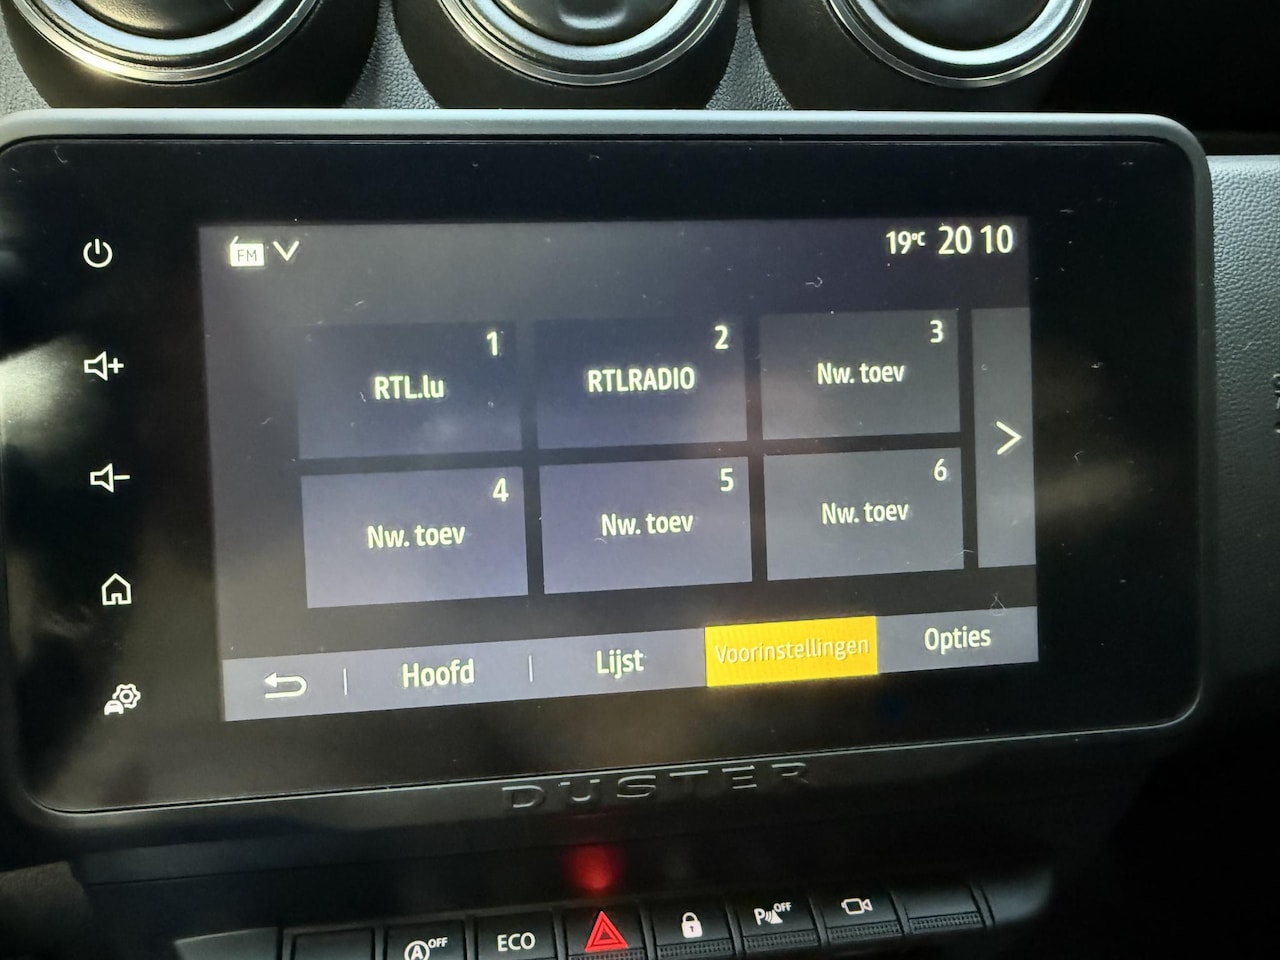 FM
19°C 20 10
1
RTL.lu
2
RTLRADIO
3
Nw. toev
4
Nw. toev
5
Nw. toev
6
Nw. toev
Hoofd
Lijst
Voorinstellingen
Opties
DUSTER
A OFF
ECO
P OFF